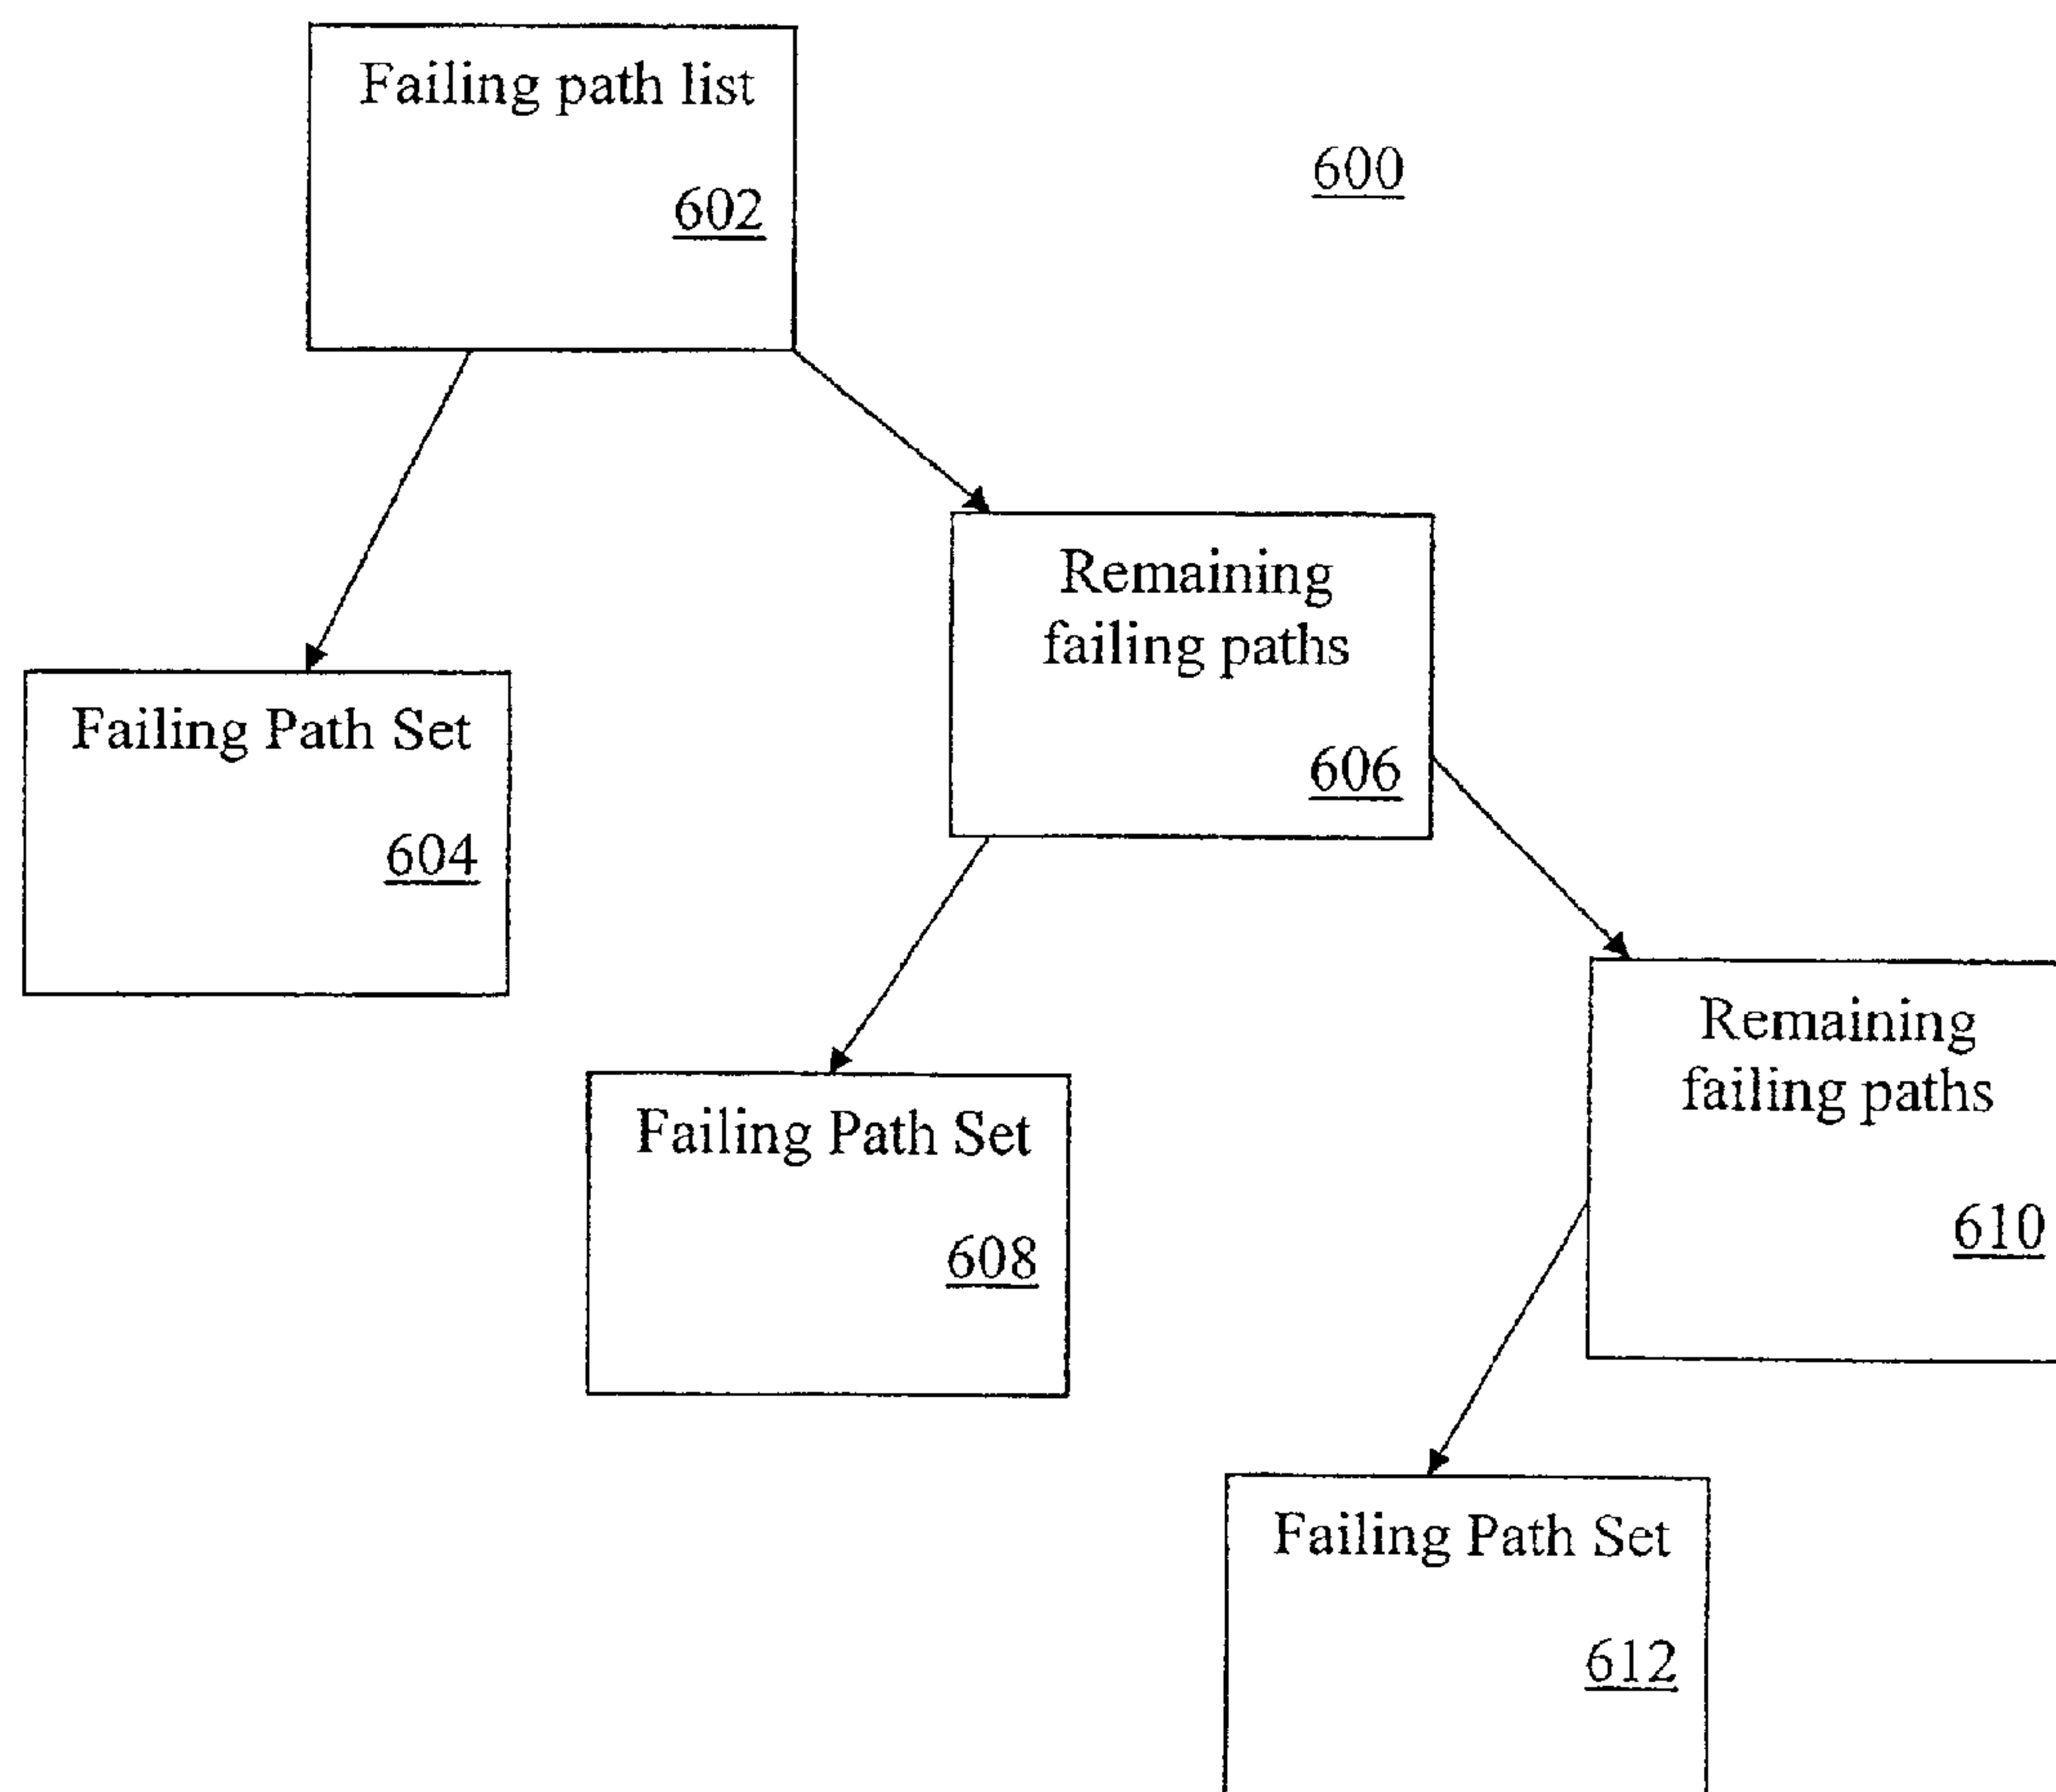 Failing path list
602
600
Remaining
failing paths
606
Failing Path Set
604
Remaining
failing paths
610
Failing Path Set
608
Failing Path Set
612